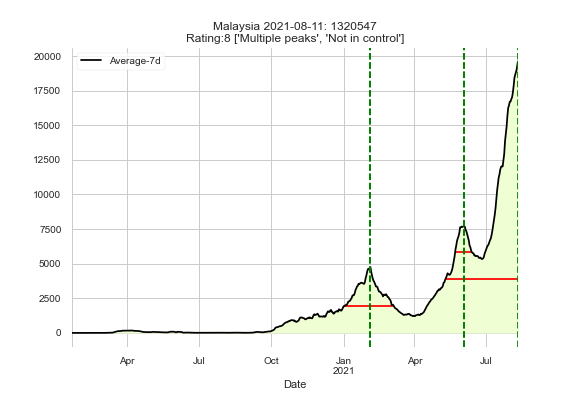 Malaysia 2021-08-11: 1320547
Rating:8 ['Multiple peaks', 'Not in control']
Average-7d
20000
17500
15000
12500
10000
7500
5000
2500
0
Apr Jul Oct Jan Apr Jul
2021
Date